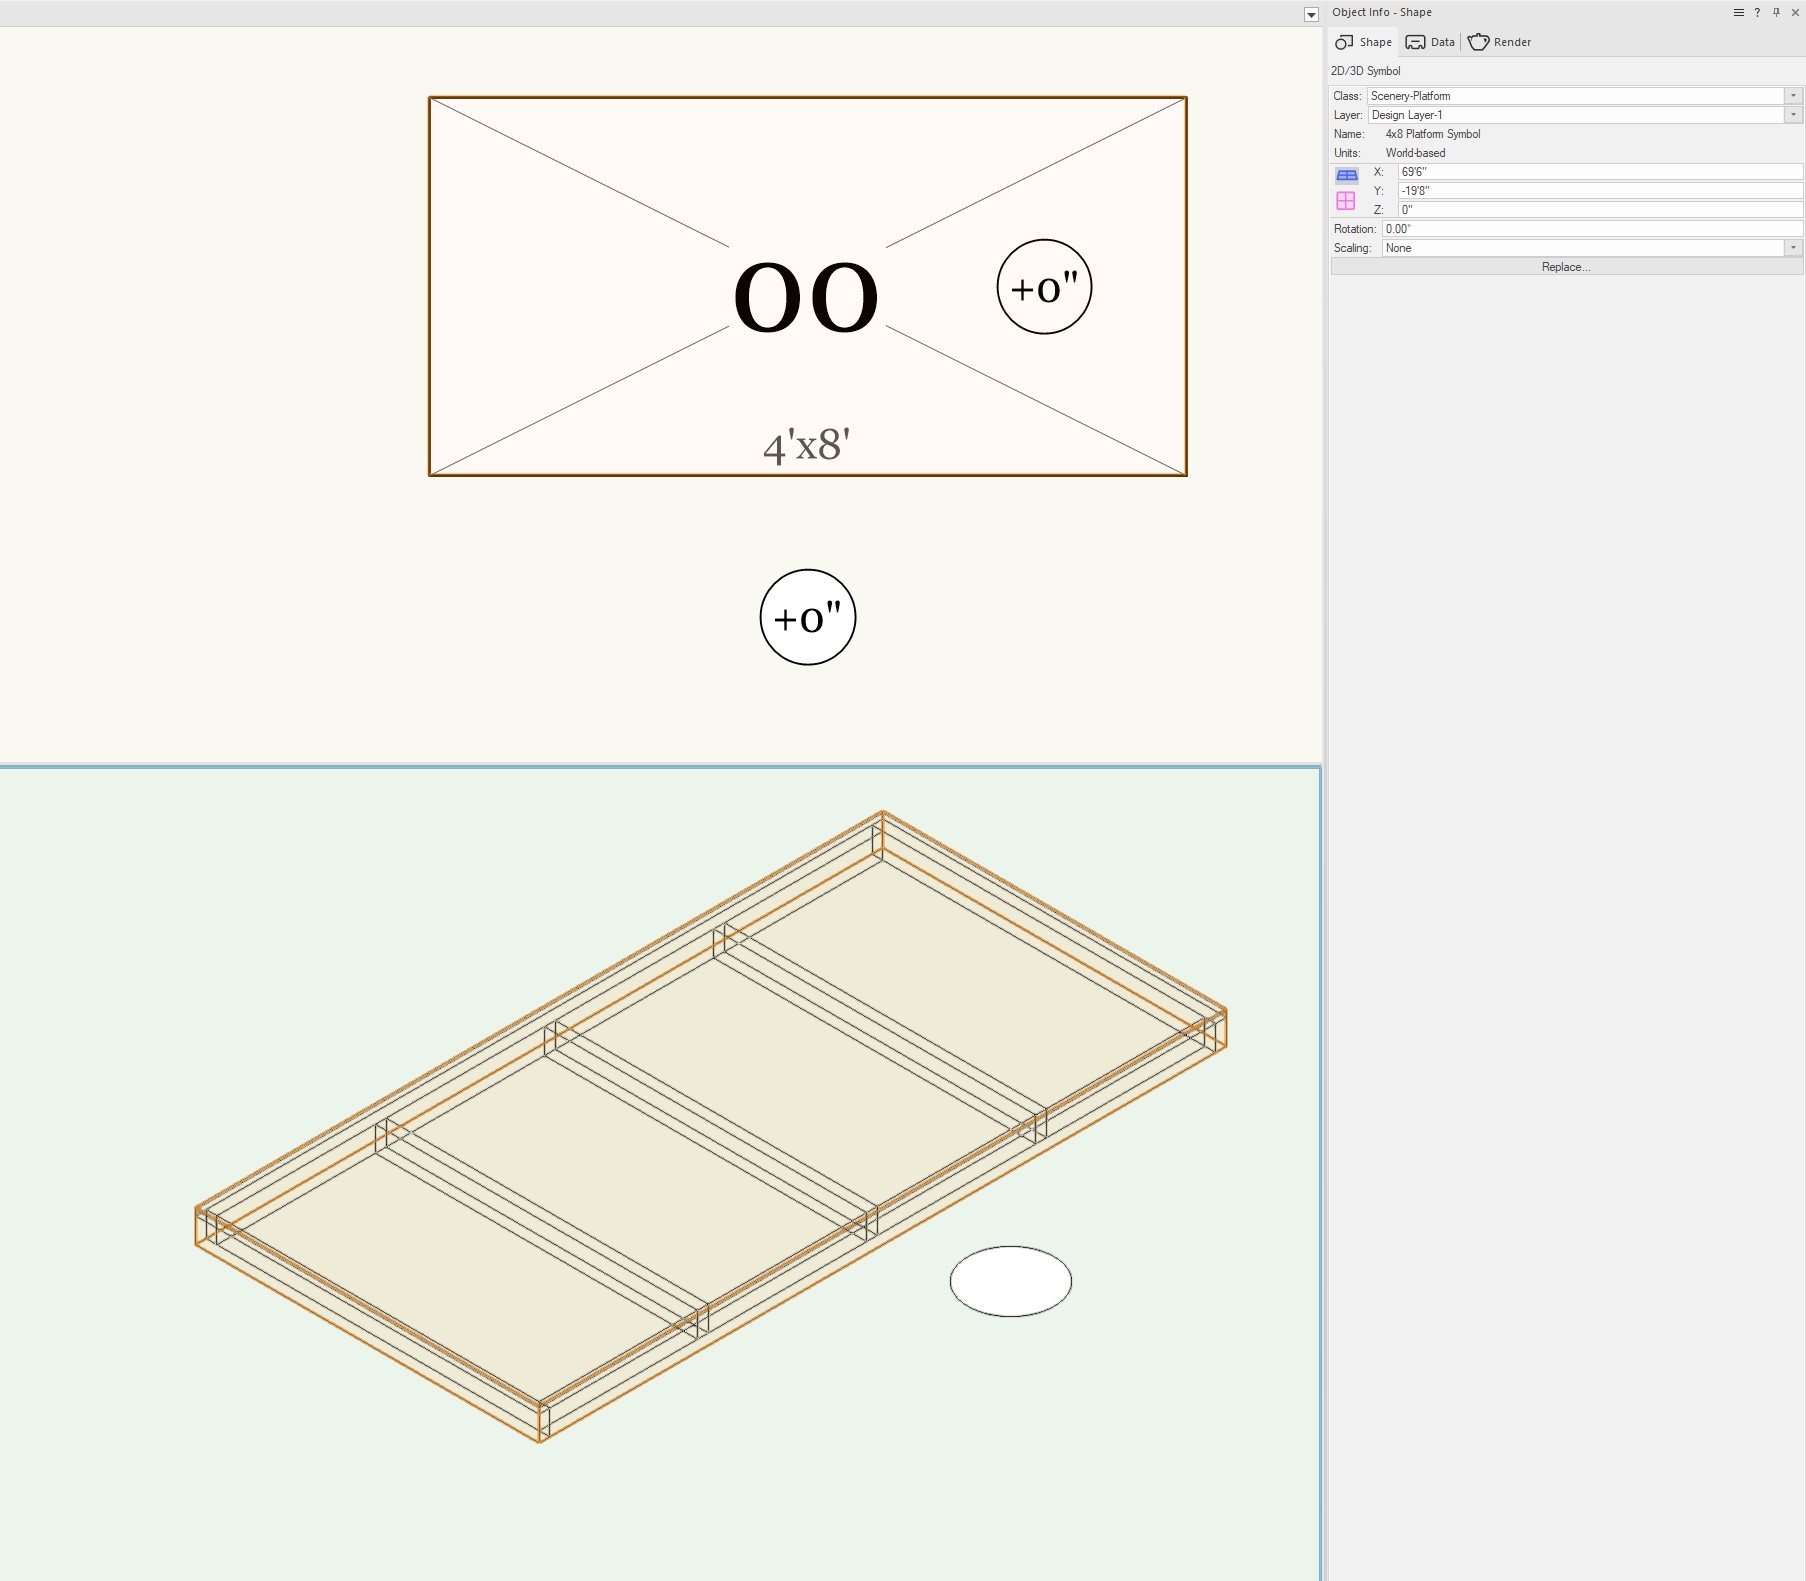 Object Info - Shape
Shape
Data
Render
2D/3D Symbol
Class: Scenery-Platform
Layer: Design Layer-1
Name: 4x8 Platform Symbol
Units: World-based
X: 69'6"
Y: -19'8"
Z: 0"
Rotation: 0.00°
Scaling: None
Replace...
00
+0"
4'x8'
+0"